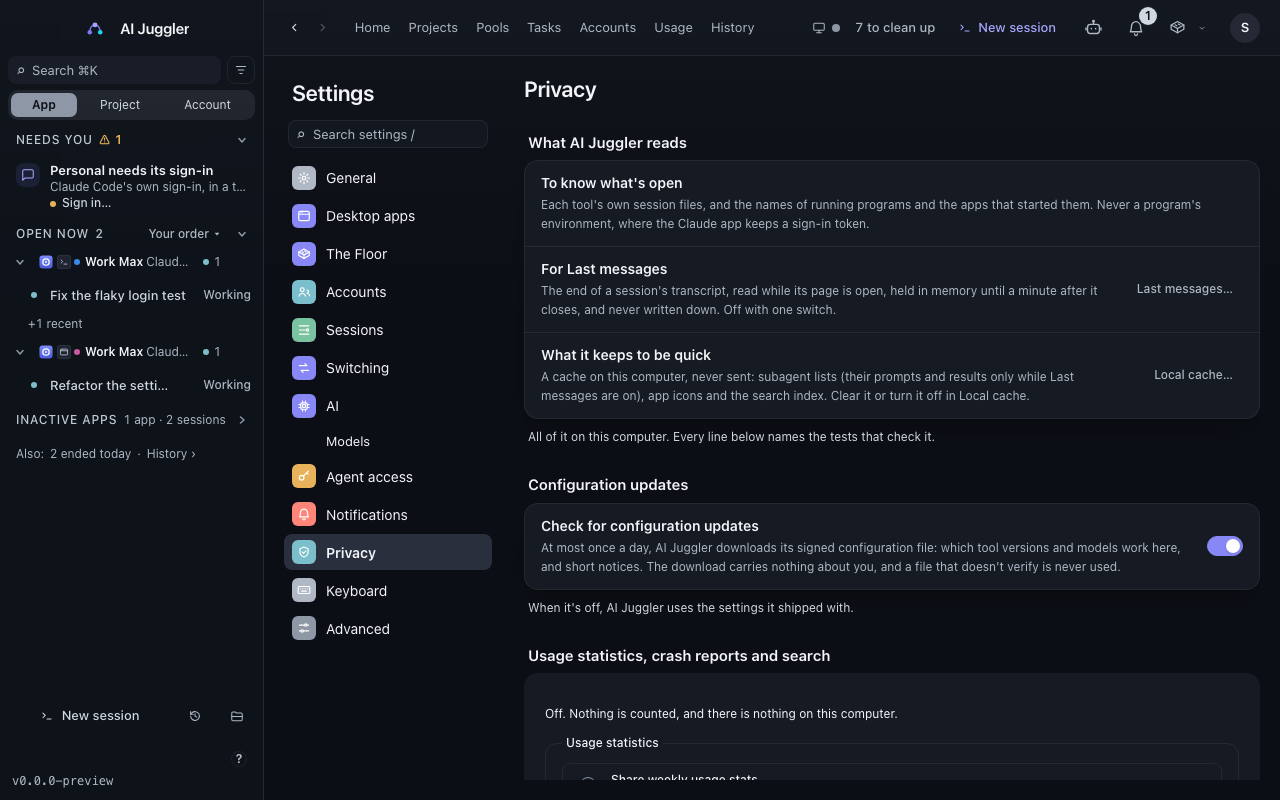 AI Juggler
Search ⌘K
App Project Account
NEEDS YOU 1
Personal needs its sign-in
Claude Code's own sign-in, in a t…
Sign in…
OPEN NOW 2 Your order
Work Max Claud… 1
Fix the flaky login test Working
+1 recent
Work Max Claud… 1
Refactor the setti… Working
INACTIVE APPS 1 app · 2 sessions
Also: 2 ended today · History ›
New session
?
v0.0.0-preview
Home Projects Pools Tasks Accounts Usage History
7 to clean up
New session
1
S
Settings
Search settings /
General
Desktop apps
The Floor
Accounts
Sessions
Switching
AI
Models
Agent access
Notifications
Privacy
Keyboard
Advanced
Privacy
What AI Juggler reads
To know what's open
Each tool's own session files, and the names of running programs and the apps that started them. Never a program's
environment, where the Claude app keeps a sign-in token.
For Last messages
The end of a session's transcript, read while its page is open, held in memory until a minute after it
closes, and never written down. Off with one switch.
Last messages…
What it keeps to be quick
A cache on this computer, never sent: subagent lists (their prompts and results only while Last
messages are on), app icons and the search index. Clear it or turn it off in Local cache.
Local cache…
All of it on this computer. Every line below names the tests that check it.
Configuration updates
Check for configuration updates
At most once a day, AI Juggler downloads its signed configuration file: which tool versions and models work here,
and short notices. The download carries nothing about you, and a file that doesn't verify is never used.
When it's off, AI Juggler uses the settings it shipped with.
Usage statistics, crash reports and search
Off. Nothing is counted, and there is nothing on this computer.
Usage statistics
Share weekly usage stats